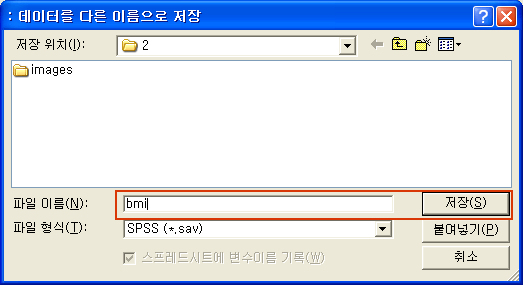 : 데이터를 다른 이름으로 저장
저장 위치(I): 2
images
파일 이름(N): bmi 저장(S)
파일 형식(T): SPSS (*.sav) 붙여넣기(P)
스프레드시트에 변수이름 기록(W) 취소